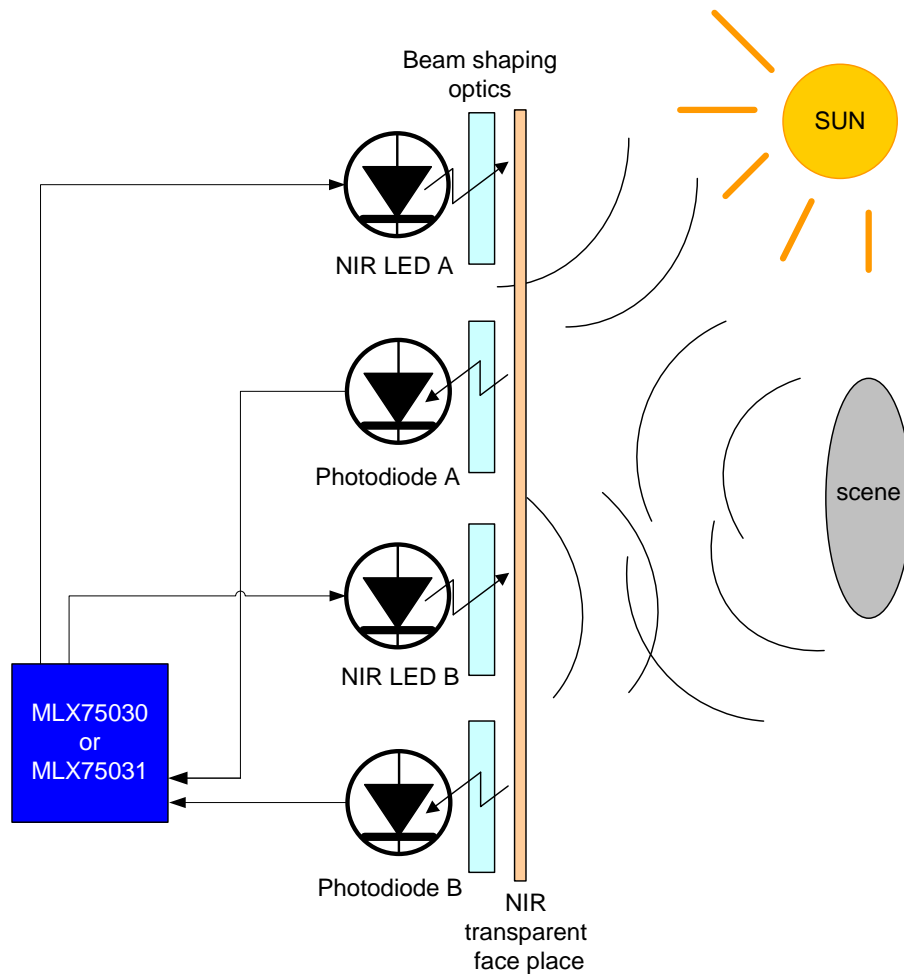 Beam shaping
optics
SUN
NIR LED A
Photodiode A
scene
NIR LED B
MLX75030
or
MLX75031
Photodiode B
NIR
transparent
face place